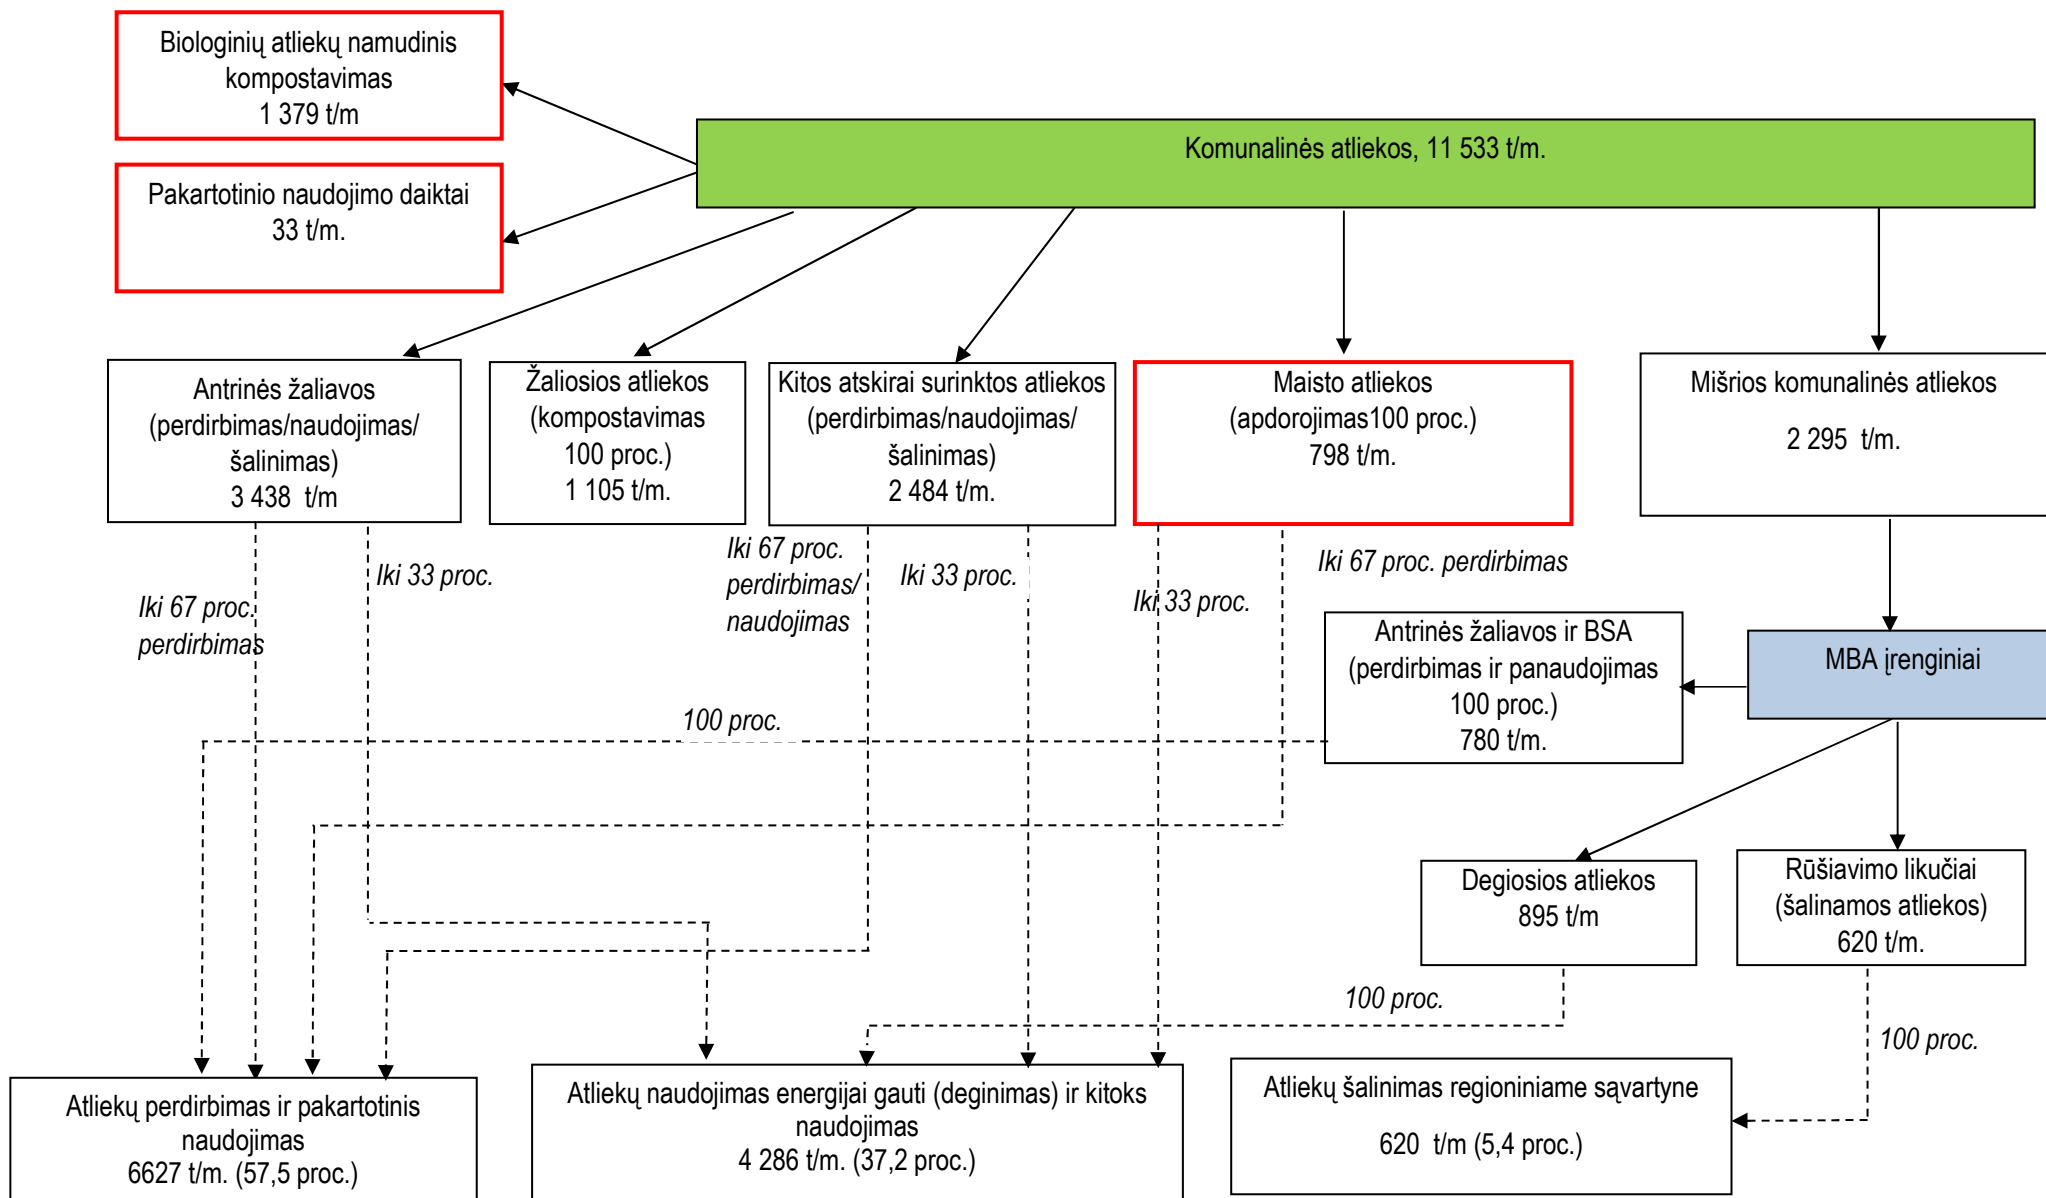 Biologinių atliekų namudinis
kompostavimas
1 379 t/m
Komunalinės atliekos, 11 533 t/m.
Pakartotinio naudojimo daiktai
33 t/m.
Antrinės žaliavos
(perdirbimas/naudojimas/
šalinimas)
3 438 t/m
Žaliosios atliekos
(kompostavimas
100 proc.)
1 105 t/m.
Kitos atskirai surinktos atliekos
(perdirbimas/naudojimas/
šalinimas)
2 484 t/m.
Maisto atliekos
(apdorojimas100 proc.)
798 t/m.
Mišrios komunalinės atliekos
2 295 t/m.
Iki 67 proc.
perdirbimas
Iki 33 proc.
Iki 67 proc.
perdirbimas/
naudojimas
Iki 33 proc.
Iki 33 proc.
Iki 67 proc. perdirbimas
Antrinės žaliavos ir BSA
(perdirbimas ir panaudojimas
100 proc.)
780 t/m.
MBA įrenginiai
100 proc.
Degiosios atliekos
895 t/m
Rūšiavimo likučiai
(šalinamos atliekos)
620 t/m.
100 proc.
100 proc.
Atliekų perdirbimas ir pakartotinis
naudojimas
6627 t/m. (57,5 proc.)
Atliekų naudojimas energijai gauti (deginimas) ir kitoks
naudojimas
4 286 t/m. (37,2 proc.)
Atliekų šalinimas regioniniame sąvartyne
620 t/m (5,4 proc.)